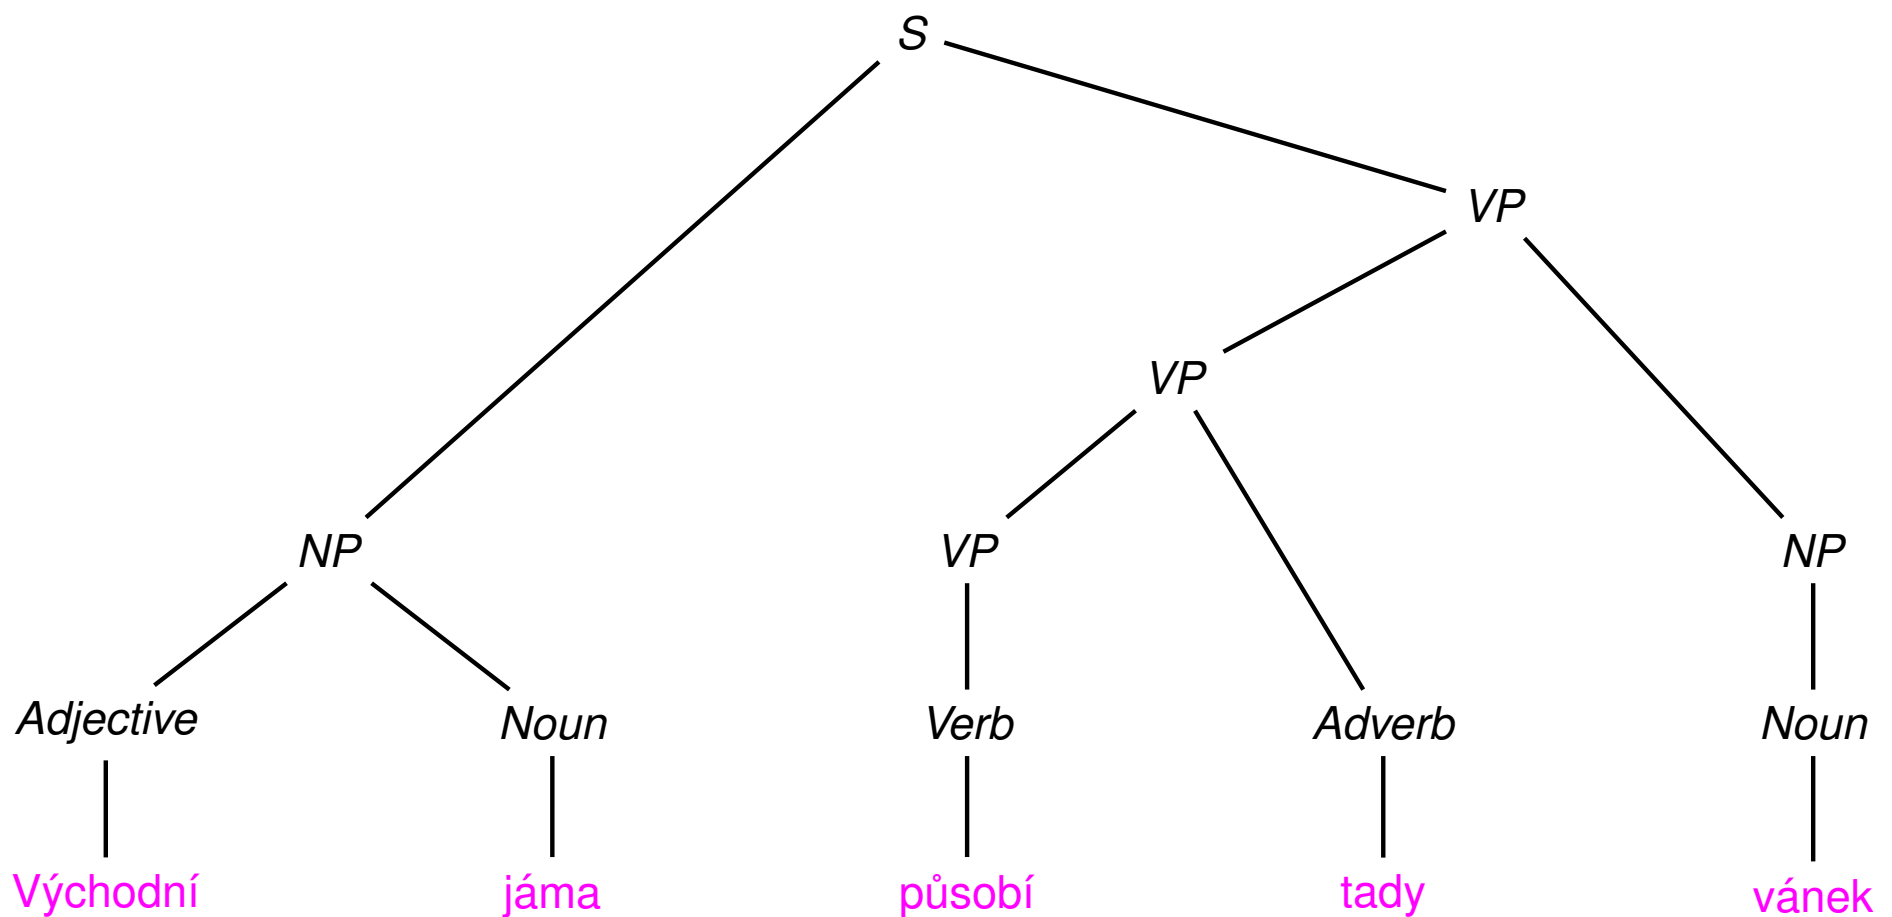 S
VP
VP
NP VP NP
Adjective Noun Verb Adverb Noun
Východní jáma působí tady vánek